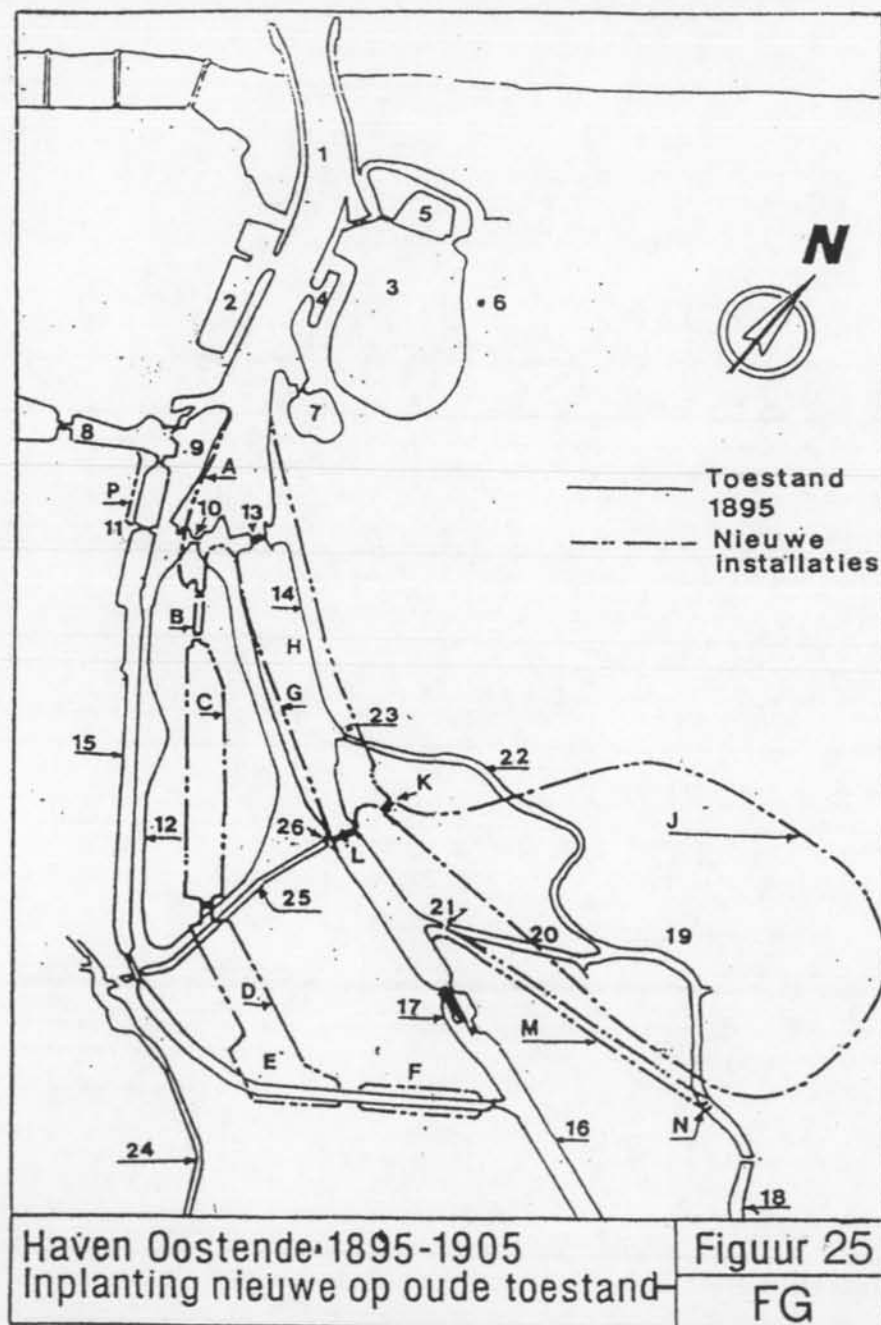 1
5
N
2
4
3
6
8
9
7
A
P
10
13
11
Toestand
1895
Nieuwe
installaties
14
B
H
C
G
23
15
K
22
J
12
26
L
25
21
20
19
D
17
M
E
F
N
24
16
18
Haven Oostende 1895-1905
Inplanting nieuwe op oude toestand
Figuur 25
FG